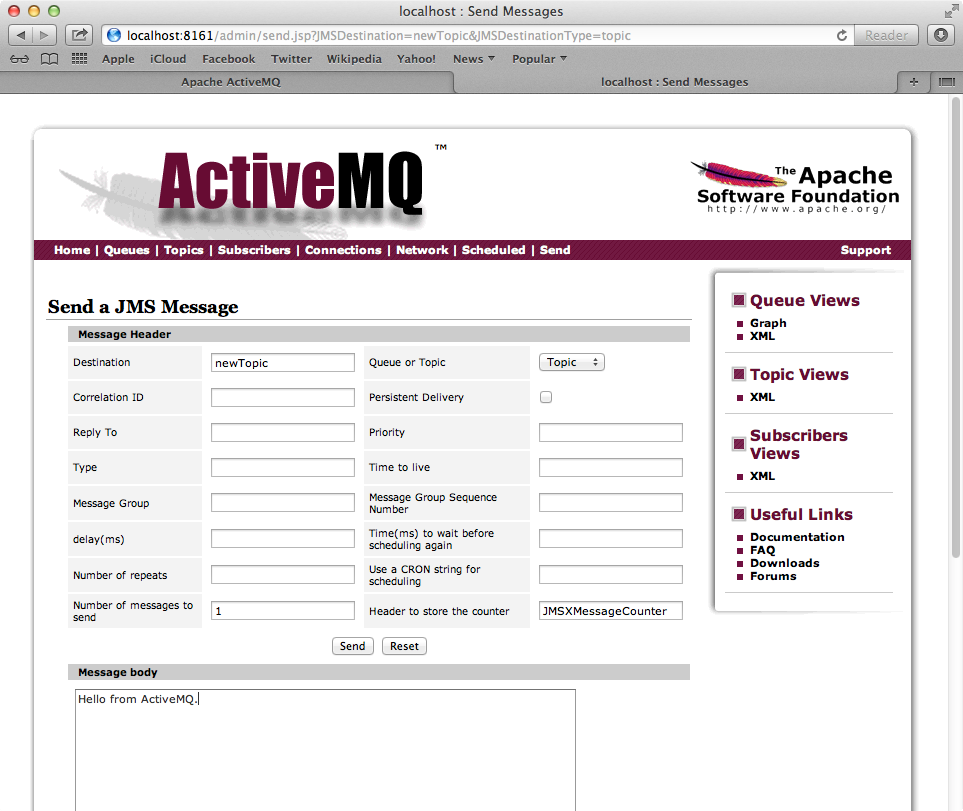 localhost : Send Messages
localhost:8161/admin/send.jsp?JMSDestination=newTopic&JMSDestinationType=topic
Reader
Apple iCloud Facebook Twitter Wikipedia Yahoo! News Popular
Apache ActiveMQ
localhost : Send Messages
ActiveMQ ™
The Apache
Software Foundation
http://www.apache.org/
Home | Queues | Topics | Subscribers | Connections | Network | Scheduled | Send
Support
Send a JMS Message
Message Header
Destination newTopic Queue or Topic Topic
Correlation ID Persistent Delivery
Reply To Priority
Type Time to live
Message Group Message Group Sequence
Number
delay(ms) Time(ms) to wait before
scheduling again
Number of repeats Use a CRON string for
scheduling
Number of messages to
send 1 Header to store the counter JMSXMessageCounter
Send Reset
Message body
Hello from ActiveMQ.
Queue Views
Graph
XML
Topic Views
XML
Subscribers
Views
XML
Useful Links
Documentation
FAQ
Downloads
Forums